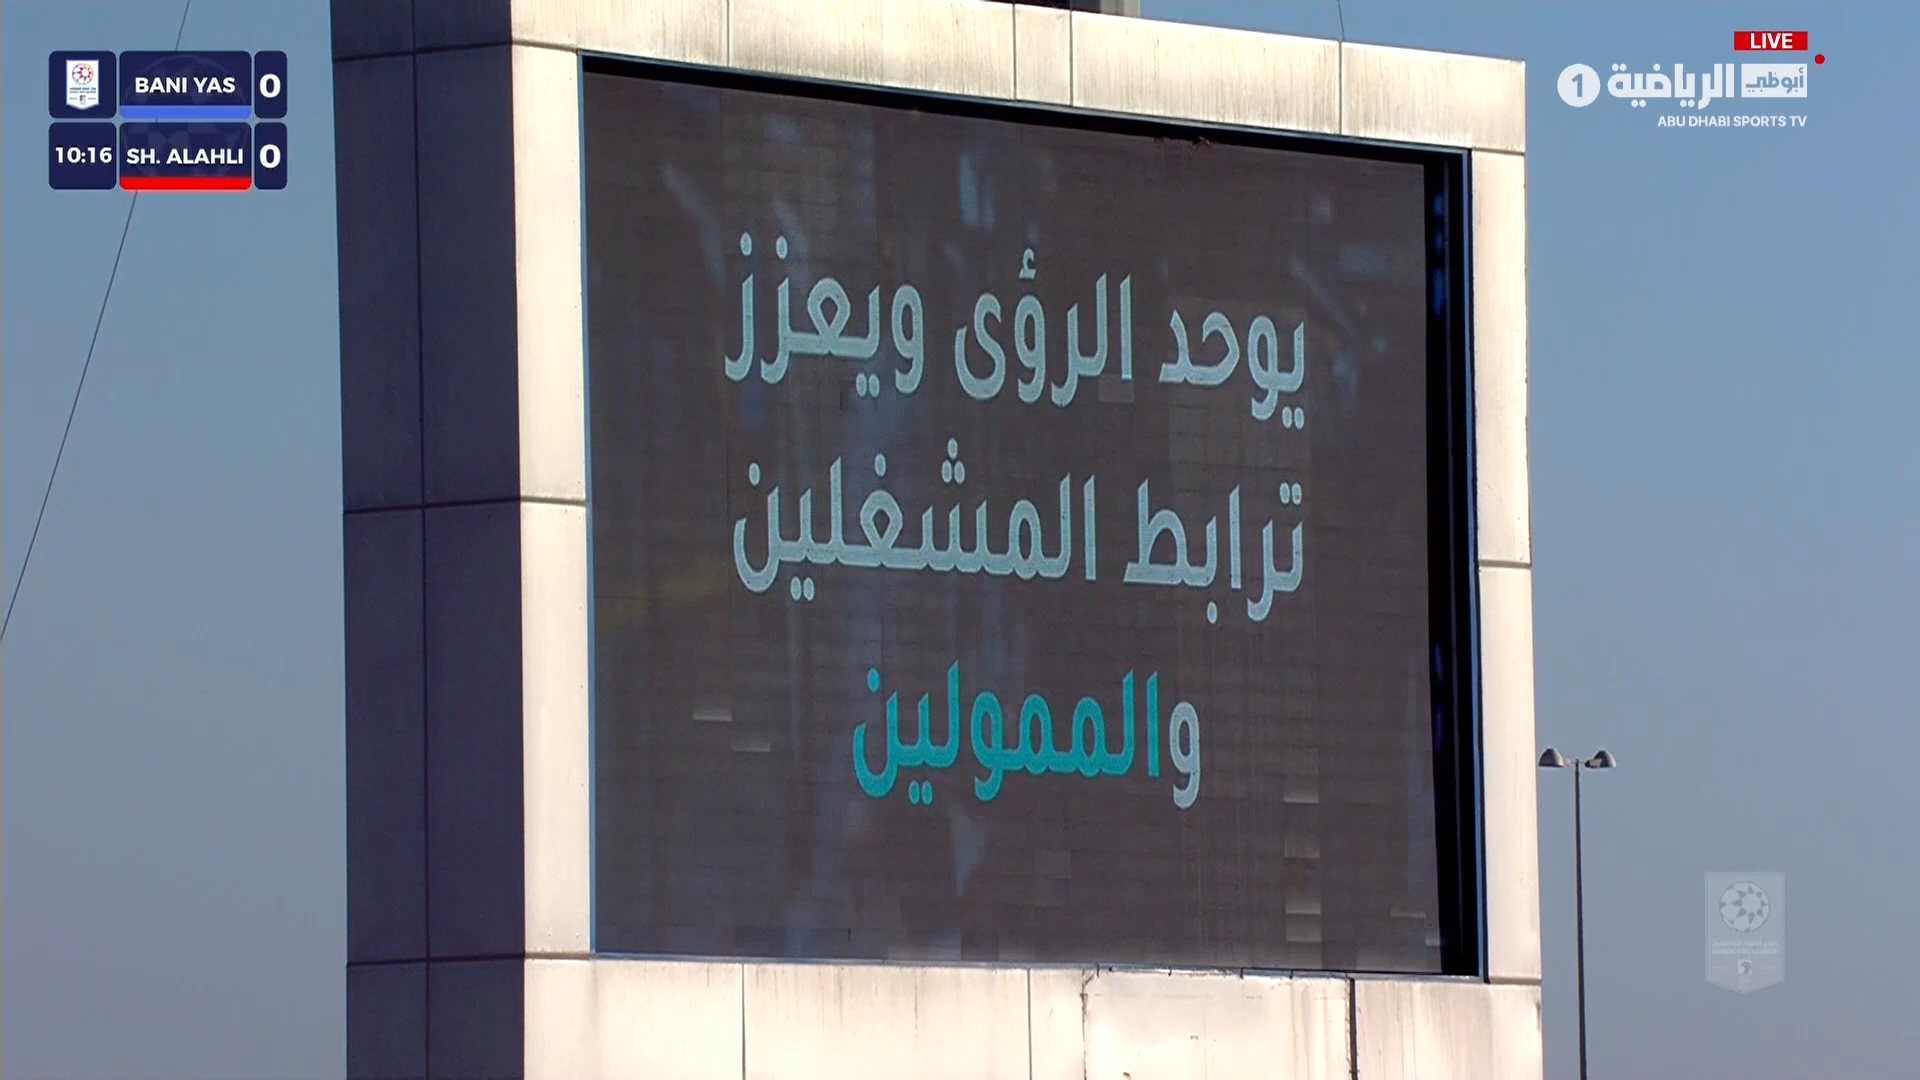 BANI YAS 0
10:16 SH. ALAHLI 0
LIVE
1 الرياضية أبوظبي
ABU DHABI SPORTS TV
يوحد الرؤى ويعزز
ترابط المشغلين
والممولين